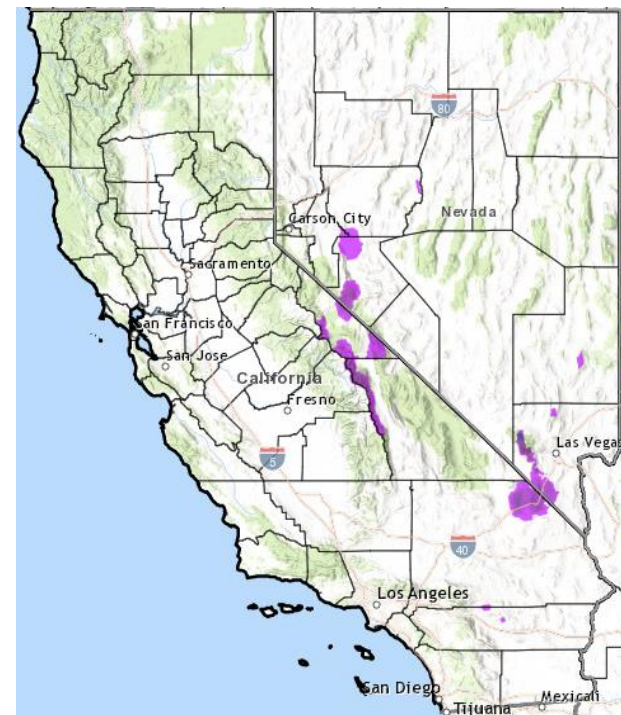 80
Nevada
Carson City
Sacramento
San Francisco
San Jose
California
Fresno
5
Las Vegas
40
Los Angeles
San Diego
Mexicali
Tijuana